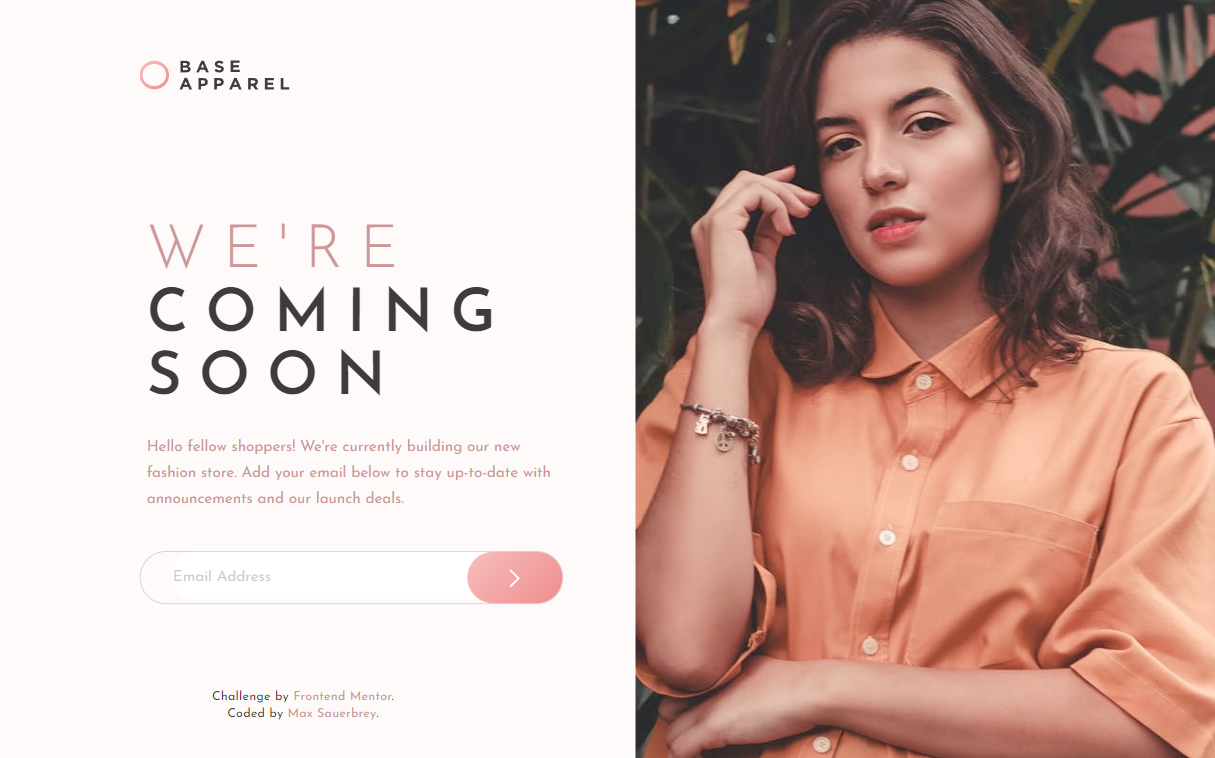 BASE
APPAREL
WE'RE
COMING
SOON
Hello fellow shoppers! We're currently building our new
fashion store. Add your email below to stay up-to-date with
announcements and our launch deals.
Email Address
Challenge by Frontend Mentor.
Coded by Max Sauerbrey.